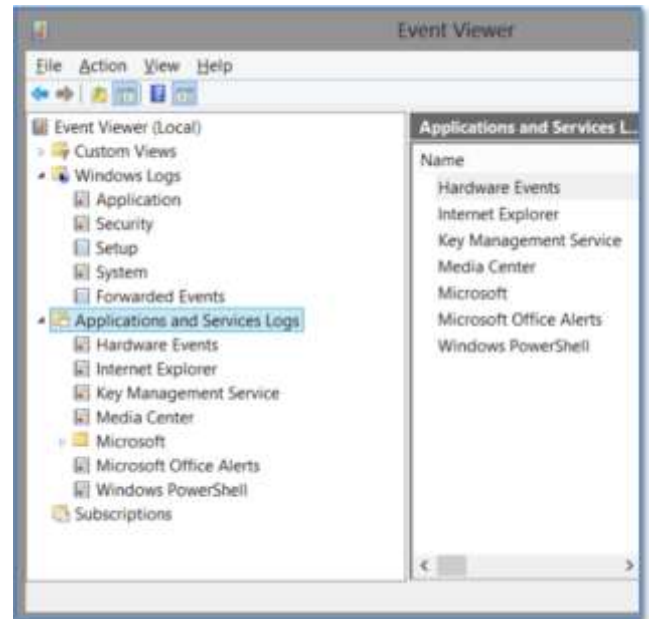 Event Viewer
File Action View Help
Event Viewer (Local)
Custom Views
Windows Logs
Application
Security
Setup
System
Forwarded Events
Applications and Services Logs
Hardware Events
Internet Explorer
Key Management Service
Media Center
Microsoft
Microsoft Office Alerts
Windows PowerShell
Subscriptions
Applications and Services L...
Name
Hardware Events
Internet Explorer
Key Management Service
Media Center
Microsoft
Microsoft Office Alerts
Windows PowerShell